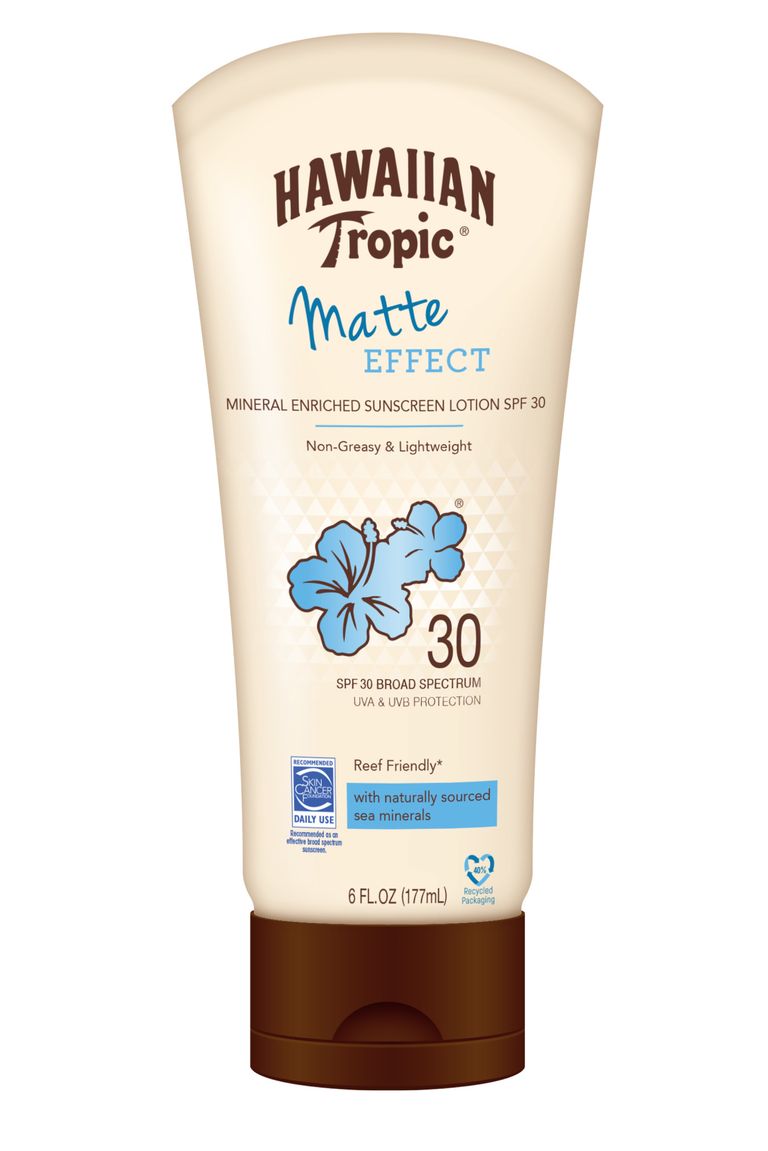 HAWAIIAN
Tropic®
Matte
EFFECT
MINERAL ENRICHED SUNSCREEN LOTION SPF 30
Non-Greasy & Lightweight
®
30
SPF 30 BROAD SPECTRUM
UVA & UVB PROTECTION
RECOMMENDED
SKIN
CANCER
FOUNDATION
DAILY USE
Recommended as an
effective broad spectrum
sunscreen.
Reef Friendly*
with naturally sourced
sea minerals
6 FL.OZ (177mL)
40%
Recycled
Packaging